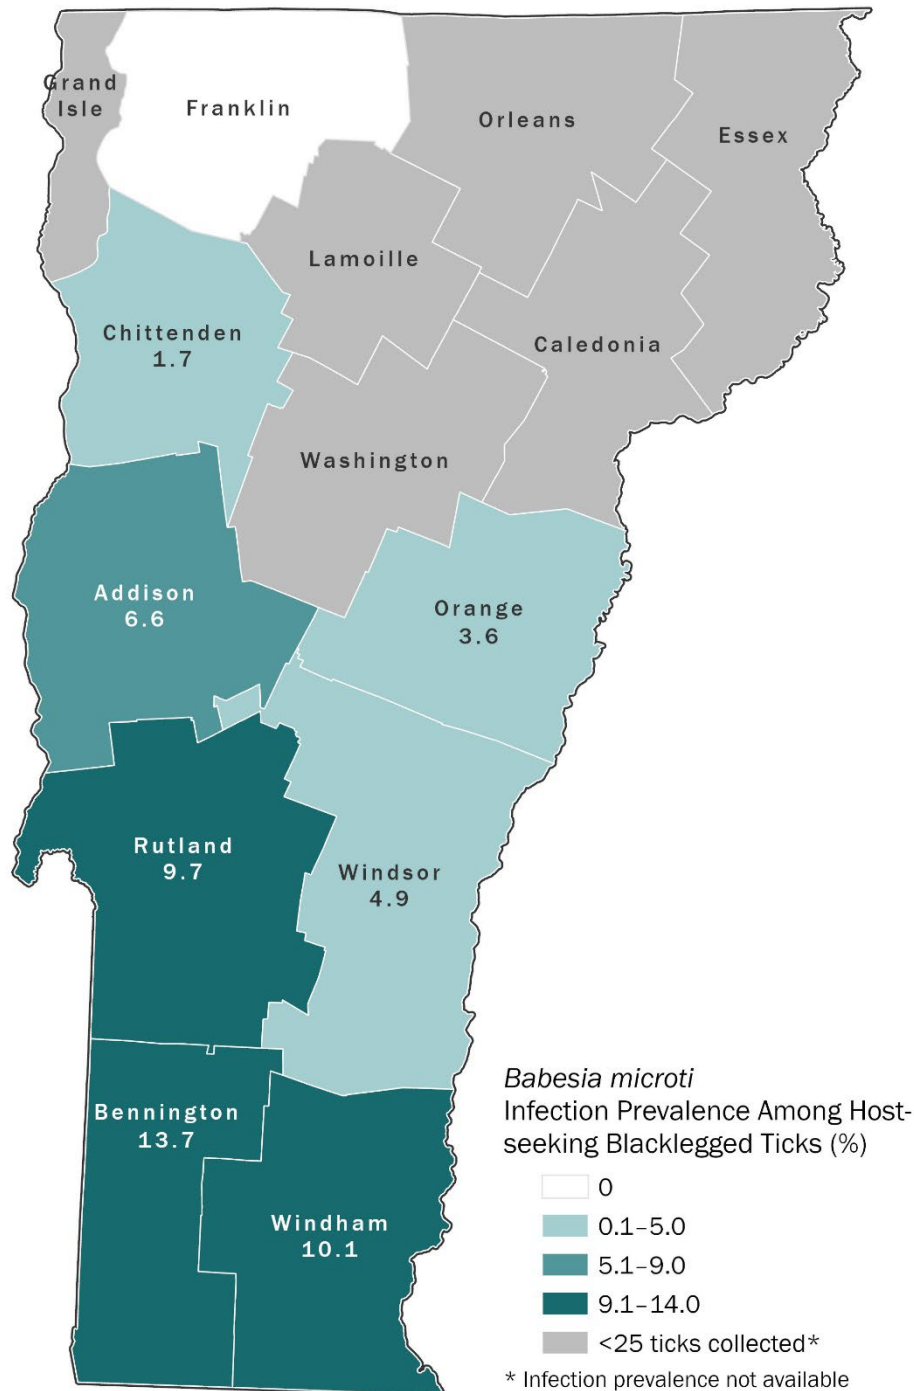 Grand
Isle
Franklin
Orleans
Essex
Lamoille
Chittenden
1.7
Caledonia
Washington
Addison
6.6
Orange
3.6
Rutland
9.7
Windsor
4.9
Bennington
13.7
Windham
10.1
Babesia microti
Infection Prevalence Among Host-
seeking Blacklegged Ticks (%)
0
0.1–5.0
5.1–9.0
9.1–14.0
<25 ticks collected*
* Infection prevalence not available